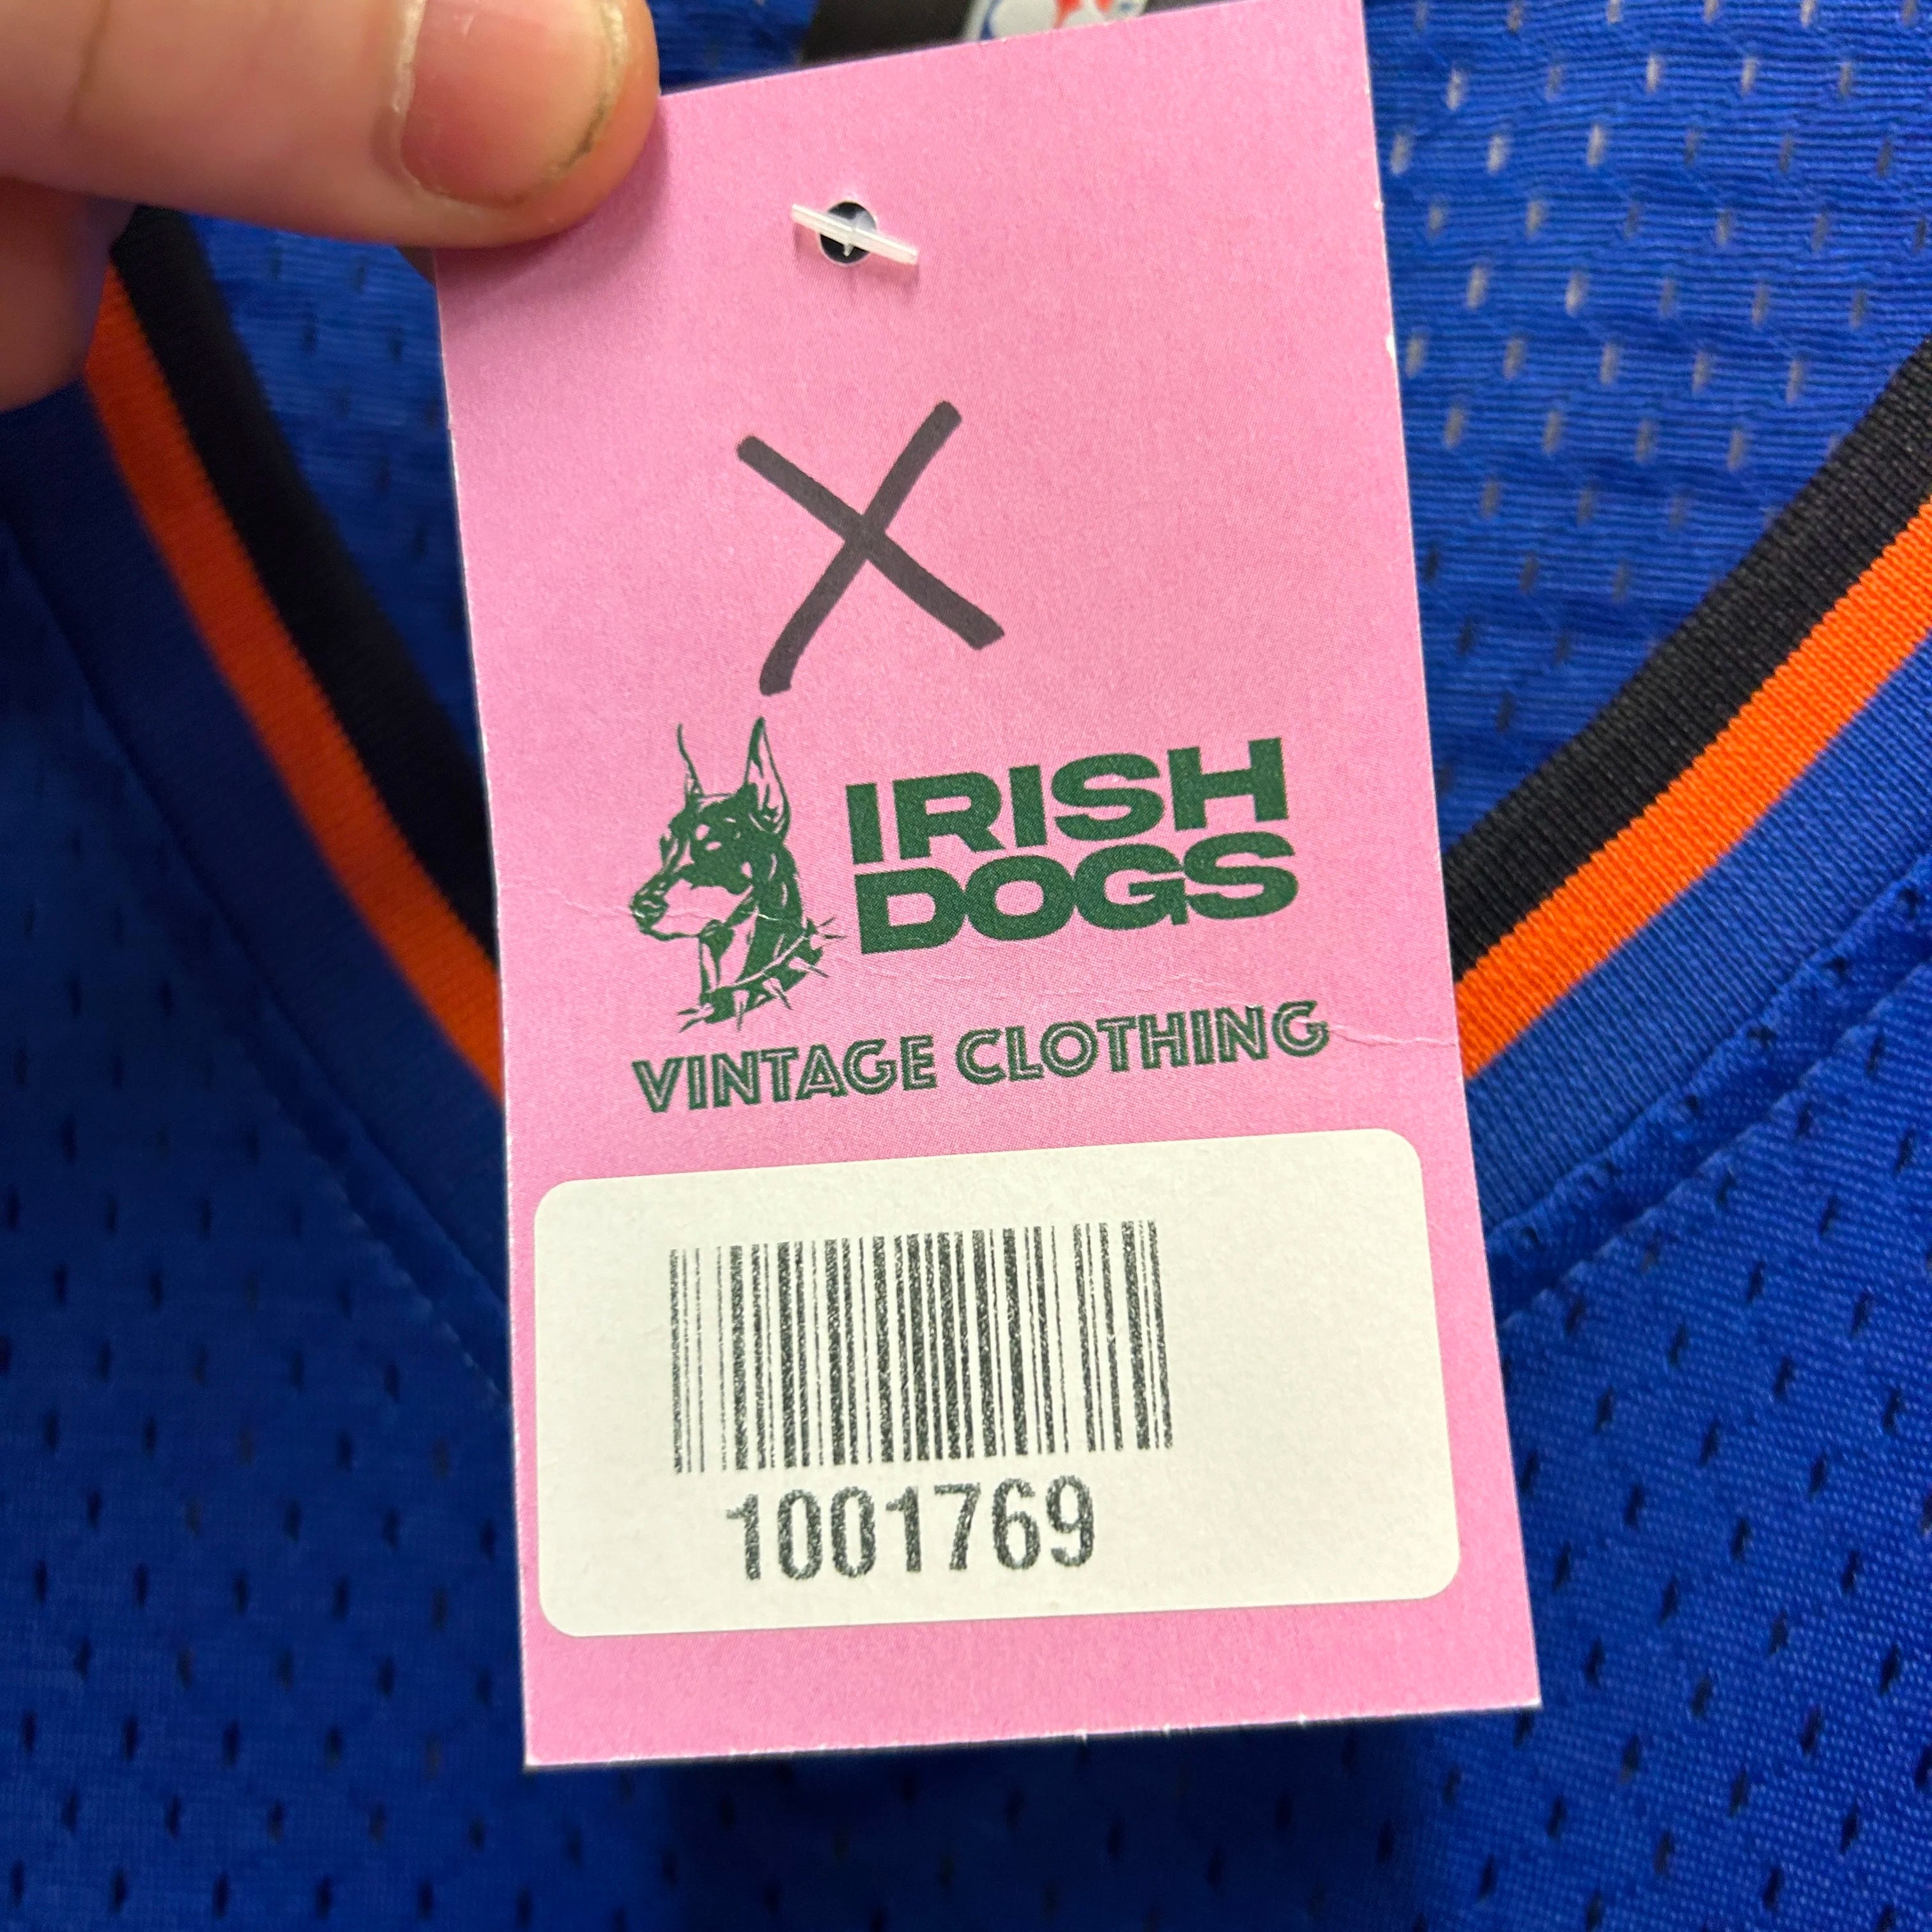 X
IRISH
DOGS
VINTAGE CLOTHING
1001769